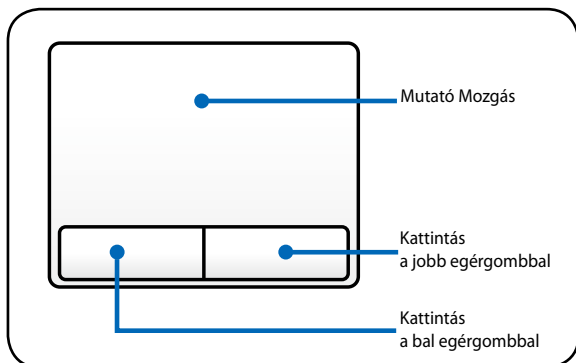 Mutató Mozgás
Kattintás
a jobb egérgombbal
Kattintás
a bal egérgombbal